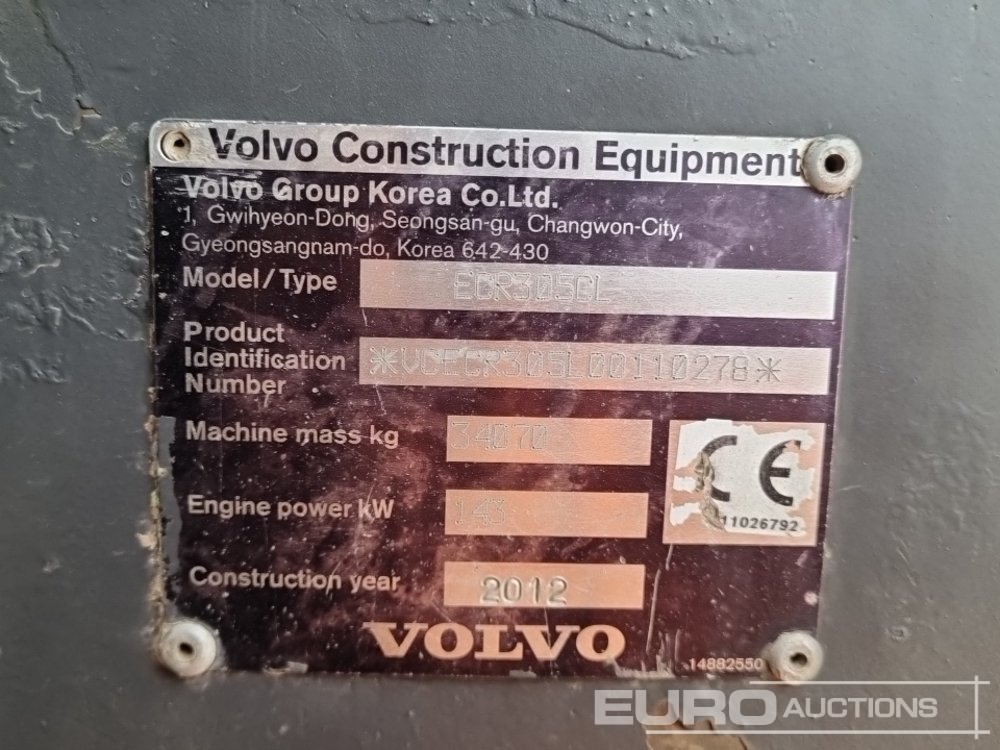 Volvo Construction Equipment
Volvo Group Korea Co.Ltd.
1, Gwihyeon-Dong, Seongsan-gu, Changwon-City,
Gyeongsangnam-do, Korea 642-430
Model/Type ECR305CL
Product
Identification *VCECR305L00110278*
Number
Machine mass kg 34070
CE
Engine power kW 143
11026792
Construction year 2012
VOLVO
14882550
EURO AUCTIONS